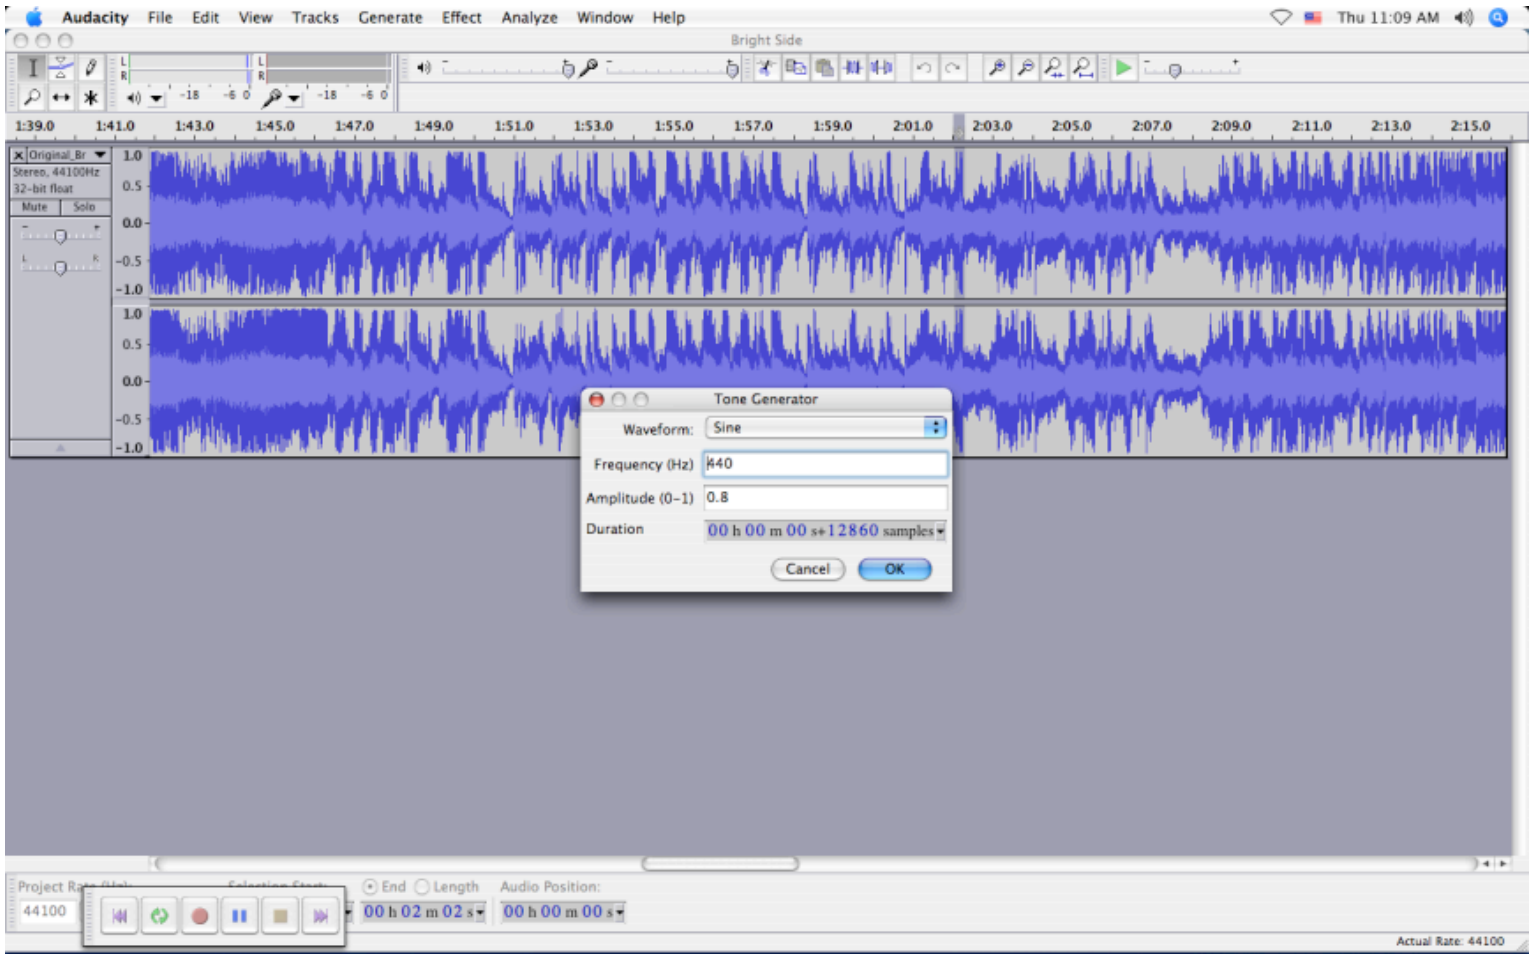 Audacity File Edit View Tracks Generate Effect Analyze Window Help Thu 11:09 AM
Bright Side
L
R
L
R
-18 -6 0 -18 -6 0
1:39.0 1:41.0 1:43.0 1:45.0 1:47.0 1:49.0 1:51.0 1:53.0 1:55.0 1:57.0 1:59.0 2:01.0 2:03.0 2:05.0 2:07.0 2:09.0 2:11.0 2:13.0 2:15.0
Original_Br
Stereo, 44100Hz
32-bit float
Mute Solo
- +
L R
1.0
0.5
0.0
-0.5
-1.0
1.0
0.5
0.0
-0.5
-1.0
Tone Generator
Waveform: Sine
Frequency (Hz) 440
Amplitude (0-1) 0.8
Duration 00 h 00 m 00 s+12860 samples
Cancel OK
Project End Length Audio Position:
44100 00 h 02 m 02 s 00 h 00 m 00 s
Actual Rate: 44100